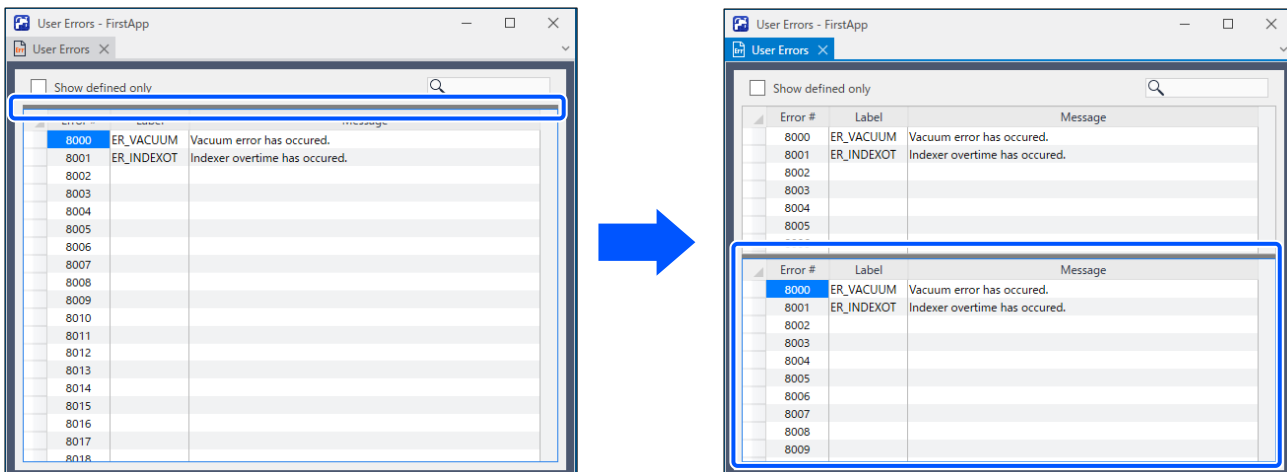 User Errors - FirstApp
User Errors
Show defined only
Error # Label Message
8000 ER_VACUUM Vacuum error has occured.
8001 ER_INDEXOT Indexer overtime has occured.
8002
8003
8004
8005
8006
8007
8008
8009
8010
8011
8012
8013
8014
8015
8016
8017
8018
User Errors - FirstApp
User Errors
Show defined only
Error # Label Message
8000 ER_VACUUM Vacuum error has occured.
8001 ER_INDEXOT Indexer overtime has occured.
8002
8003
8004
8005
Error # Label Message
8000 ER_VACUUM Vacuum error has occured.
8001 ER_INDEXOT Indexer overtime has occured.
8002
8003
8004
8005
8006
8007
8008
8009